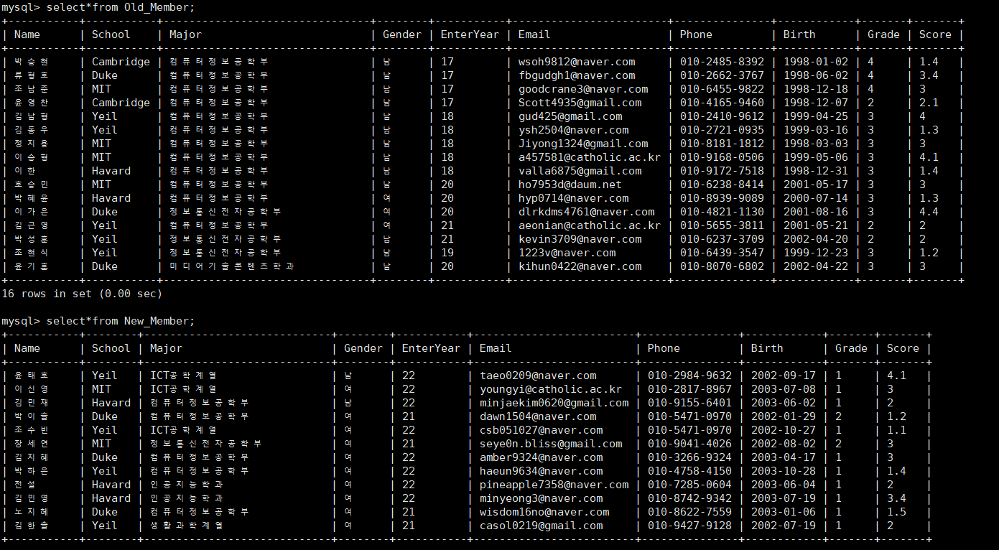 mysql> select*from Old_Member;
+-----------+-----------+--------------------------------+--------+-----------+-----------------------+---------------+------------+-------+-------+
| Name | School | Major | Gender | EnterYear | Email | Phone | Birth | Grade | Score |
+-----------+-----------+--------------------------------+--------+-----------+-----------------------+---------------+------------+-------+-------+
| 박승현 | Cambridge | 컴퓨터정보공학부 | 남 | 17 | wsoh9812@naver.com | 010-2485-8392 | 1998-01-02 | 4 | 1.4 |
| 류형호 | Duke | 컴퓨터정보공학부 | 남 | 17 | fbgudgh1@naver.com | 010-2662-3767 | 1998-06-02 | 4 | 3.4 |
| 조남준 | MIT | 컴퓨터정보공학부 | 남 | 17 | goodcrane3@naver.com | 010-6455-9822 | 1998-12-18 | 4 | 3 |
| 윤영찬 | Cambridge | 컴퓨터정보공학부 | 남 | 17 | Scott4935@gmail.com | 010-4165-9460 | 1998-12-07 | 2 | 2.1 |
| 김남형 | Yeil | 컴퓨터정보공학부 | 남 | 18 | gud425@gmail.com | 010-2410-9612 | 1999-04-25 | 3 | 4 |
| 김동우 | Yeil | 컴퓨터정보공학부 | 남 | 18 | ysh2504@naver.com | 010-2721-0935 | 1999-03-16 | 3 | 1.3 |
| 정지용 | MIT | 컴퓨터정보공학부 | 남 | 18 | Jiyong1324@gmail.com | 010-8181-1812 | 1998-03-03 | 3 | 3 |
| 이승형 | MIT | 컴퓨터정보공학부 | 남 | 18 | a457581@catholic.ac.kr | 010-9168-0506 | 1999-05-06 | 3 | 4.1 |
| 이한 | Havard | 컴퓨터정보공학부 | 남 | 18 | valla6875@gmail.com | 010-9172-7518 | 1998-12-31 | 3 | 1.4 |
| 호승민 | MIT | 컴퓨터정보공학부 | 남 | 20 | ho7953d@daum.net | 010-6238-8414 | 2001-05-17 | 3 | 3 |
| 박혜윤 | Havard | 컴퓨터정보공학부 | 여 | 20 | hyp0714@naver.com | 010-8939-9089 | 2000-07-14 | 3 | 1.3 |
| 이가은 | Duke | 정보통신전자공학부 | 여 | 20 | dlrkdms4761@naver.com | 010-4821-1130 | 2001-08-16 | 3 | 4.4 |
| 김근영 | Yeil | 컴퓨터정보공학부 | 여 | 21 | aeonian@catholic.ac.kr | 010-5655-3811 | 2001-05-21 | 2 | 2 |
| 박성훈 | Yeil | 정보통신전자공학부 | 남 | 21 | kevin3709@naver.com | 010-6237-3709 | 2002-04-20 | 2 | 2 |
| 조현식 | Yeil | 정보통신전자공학부 | 남 | 19 | 1223v@naver.com | 010-6439-3547 | 1999-12-23 | 3 | 1.2 |
| 윤기훈 | Duke | 미디어기술콘텐츠학과 | 남 | 20 | kihun0422@naver.com | 010-8070-6802 | 2002-04-22 | 3 | 3 |
+-----------+-----------+--------------------------------+--------+-----------+-----------------------+---------------+------------+-------+-------+
16 rows in set (0.00 sec)
mysql> select*from New_Member;
+-----------+--------+-----------------------------+--------+-----------+-------------------------+---------------+------------+-------+-------+
| Name | School | Major | Gender | EnterYear | Email | Phone | Birth | Grade | Score |
+-----------+--------+-----------------------------+--------+-----------+-------------------------+---------------+------------+-------+-------+
| 윤태호 | Yeil | ICT공학계열 | 남 | 22 | taeo0209@naver.com | 010-2984-9632 | 2002-09-17 | 1 | 4.1 |
| 이신영 | MIT | ICT공학계열 | 여 | 22 | youngyi@catholic.ac.kr | 010-2817-8967 | 2003-07-08 | 1 | 3 |
| 김민재 | Havard | 컴퓨터정보공학부 | 남 | 22 | minjaekim0620@gmail.com | 010-9155-6401 | 2003-06-02 | 1 | 2 |
| 박이슬 | Duke | 컴퓨터정보공학부 | 여 | 21 | dawn1504@naver.com | 010-5471-0970 | 2002-01-29 | 2 | 1.2 |
| 조수빈 | Yeil | ICT공학계열 | 여 | 22 | csb051027@naver.com | 010-5471-0970 | 2002-10-27 | 1 | 1.1 |
| 장세연 | MIT | 정보통신전자공학부 | 여 | 21 | seye0n.bliss@gmail.com | 010-9041-4026 | 2002-08-02 | 2 | 3 |
| 김지혜 | Duke | 컴퓨터정보공학부 | 여 | 22 | amber9324@naver.com | 010-3266-9324 | 2003-04-17 | 1 | 3 |
| 박하은 | Yeil | 컴퓨터정보공학부 | 여 | 22 | haeun9634@naver.com | 010-4758-4150 | 2003-10-28 | 1 | 1.4 |
| 전설 | Havard | 인공지능학과 | 여 | 22 | pineapple7358@naver.com | 010-7285-0604 | 2003-06-04 | 1 | 2 |
| 김민영 | Havard | 인공지능학과 | 여 | 22 | minyeong3@naver.com | 010-8742-9342 | 2003-07-19 | 1 | 3.4 |
| 노지혜 | Duke | 컴퓨터정보공학부 | 여 | 21 | wisdom16no@naver.com | 010-8622-7559 | 2003-01-06 | 1 | 1.5 |
| 김한솔 | Yeil | 생활과학계열 | 여 | 21 | casol0219@gmail.com | 010-9427-9128 | 2002-07-19 | 1 | 2 |
+-----------+--------+-----------------------------+--------+-----------+-------------------------+---------------+------------+-------+-------+